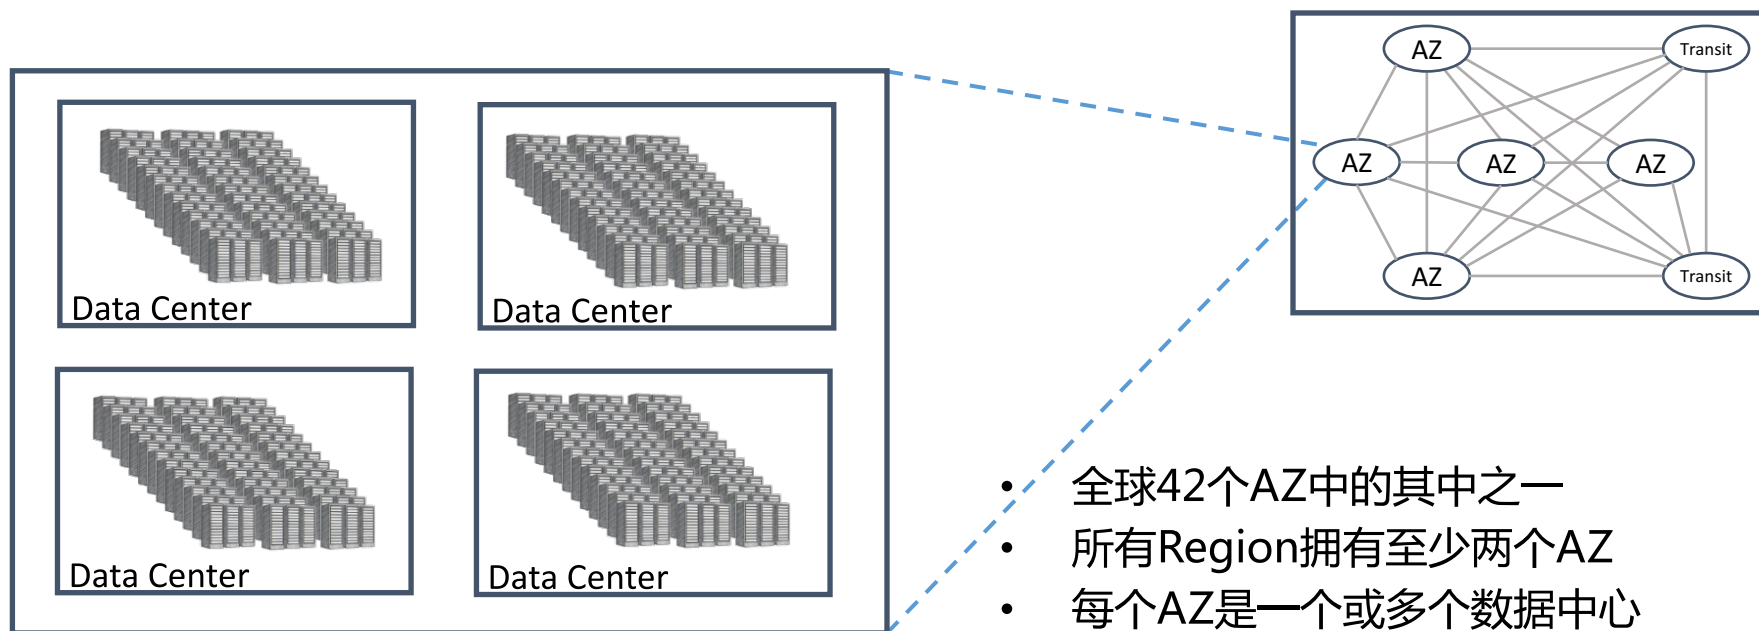 AZ
Transit
AZ
AZ
AZ
AZ
Transit
Data Center
Data Center
Data Center
Data Center
• 全球42个AZ中的其中之一
• 所有Region拥有至少两个AZ
• 每个AZ是一个或多个数据中心